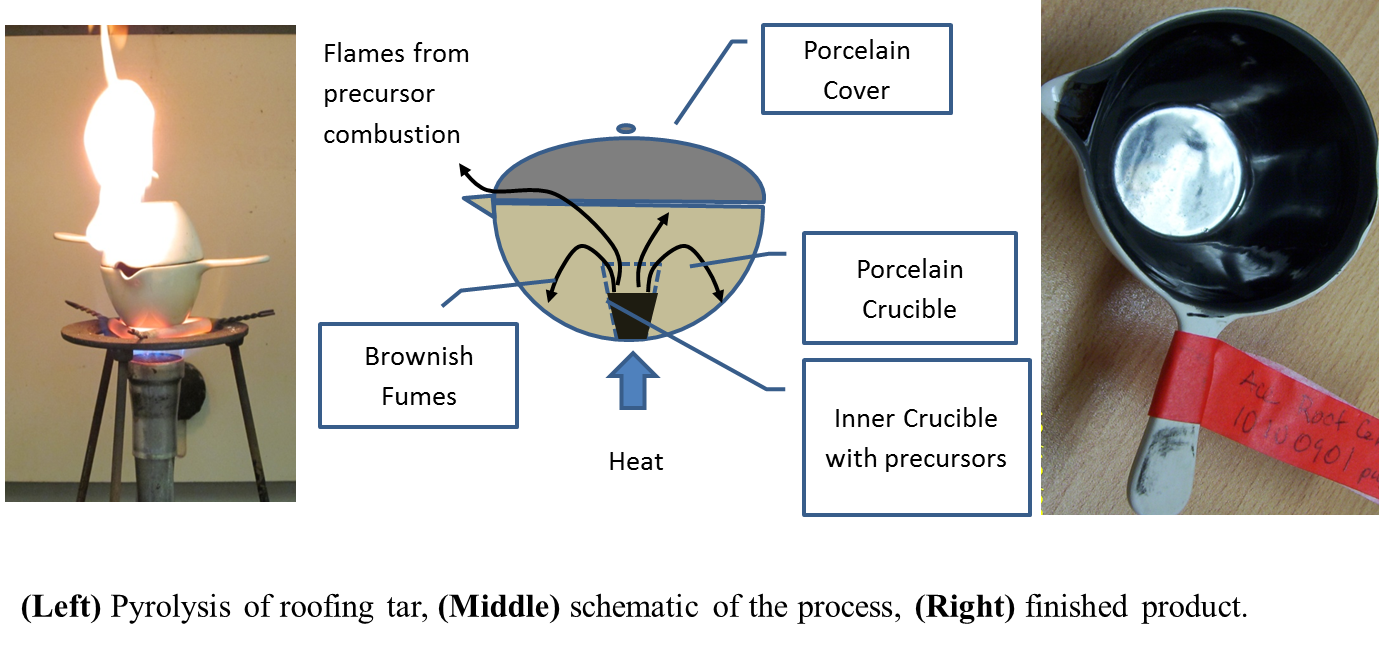 Flames from
precursor
combustion
Porcelain
Cover
Porcelain
Crucible
Brownish
Fumes
Inner Crucible
with precursors
Heat
Roof
(Left) Pyrolysis of roofing tar, (Middle) schematic of the process, (Right) finished product.